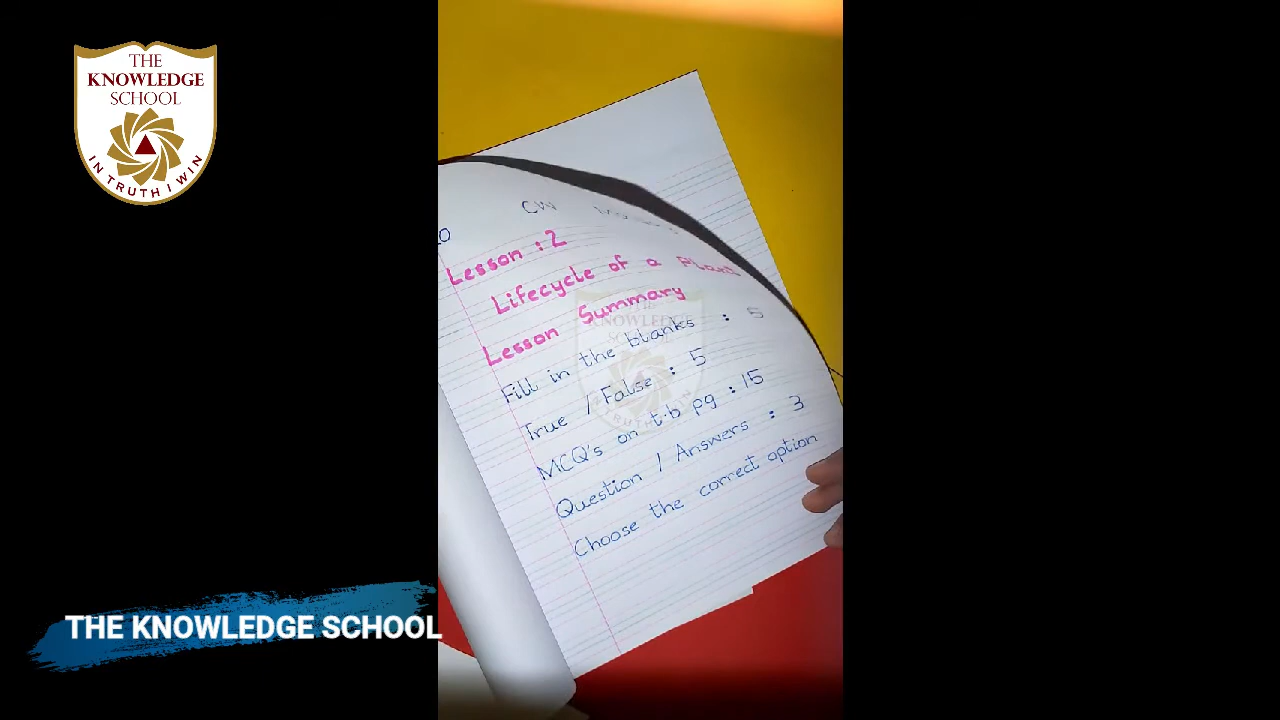 THE
KNOWLEDGE
SCHOOL
IN TRUTH I WIN
CW
Lesson : 2
Lifecycle of a Plant
Lesson Summary
Fill in the blanks : 5
True / False : 5
MCQ's on t.b pg : 15
Question / Answers : 3
Choose the correct option
THE KNOWLEDGE SCHOOL